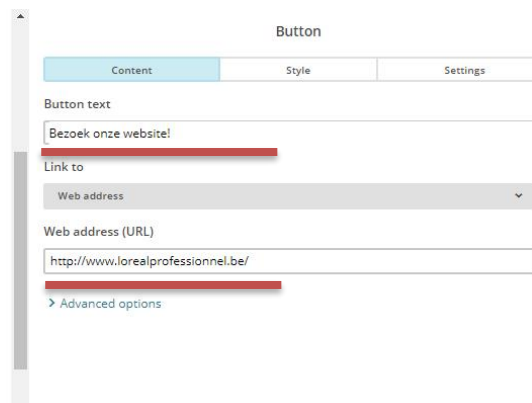 Button
Content Style Settings
Button text
Bezoek onze website!
Link to
Web address
Web address (URL)
http://www.lorealprofessionnel.be/
Advanced options